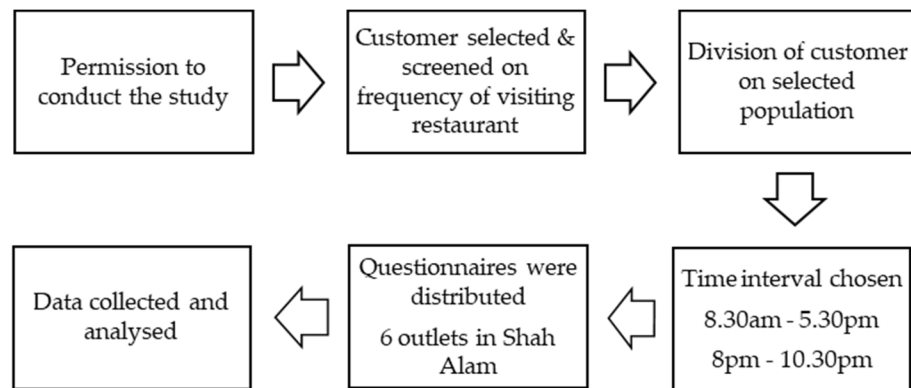 Permission to
conduct the study
Customer selected &
screened on
frequency of visiting
restaurant
Division of customer
on selected
population
Time interval chosen
8.30am - 5.30pm
8pm - 10.30pm
Questionnaires were
distributed
6 outlets in Shah
Alam
Data collected and
analysed